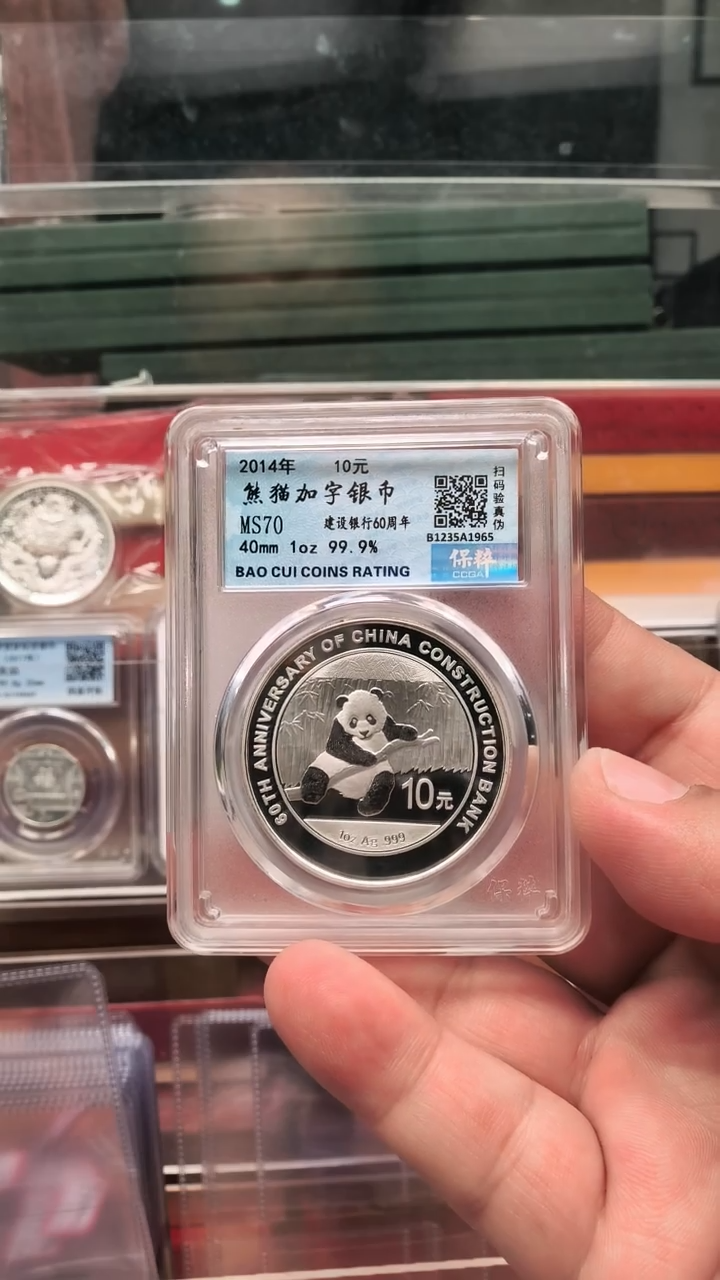 2014年 10元
熊猫加字银币
MS70 建设银行60周年
40mm 1oz 99.9%
BAO CUI COINS RATING
扫码验真伪
B1235A1965
保粹
CCGA
60TH ANNIVERSARY OF CHINA CONSTRUCTION BANK
10元
1oz Ag 999
保粹